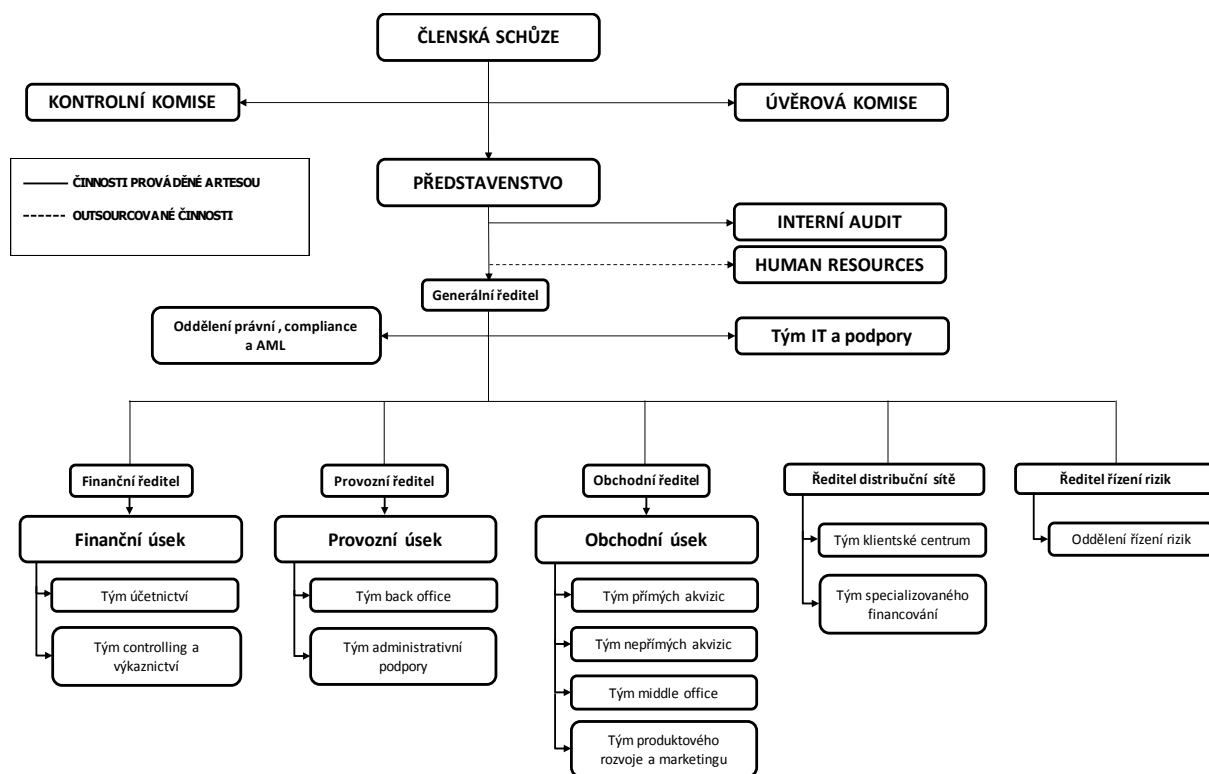 ČLENSKÁ SCHŮZE
KONTROLNÍ KOMISE
ÚVĚROVÁ KOMISE
ČINNOSTI PROVÁDĚNÉ ARTESOU
OUTSOURCOVANÉ ČINNOSTI
PŘEDSTAVENSTVO
INTERNÍ AUDIT
HUMAN RESOURCES
Generální ředitel
Oddělení právní , compliance
a AML
Tým IT a podpory
Finanční ředitel
Provozní ředitel
Obchodní ředitel
Ředitel distribuční sítě
Ředitel řízení rizik
Finanční úsek
Provozní úsek
Obchodní úsek
Tým klientské centrum
Oddělení řízení rizik
Tým účetnictví
Tým back office
Tým přímých akvizic
Tým specializovaného
financování
Tým controlling a
výkaznictví
Tým administrativní
podpory
Tým nepřímých akvizic
Tým middle office
Tým produktového
rozvoje a marketingu